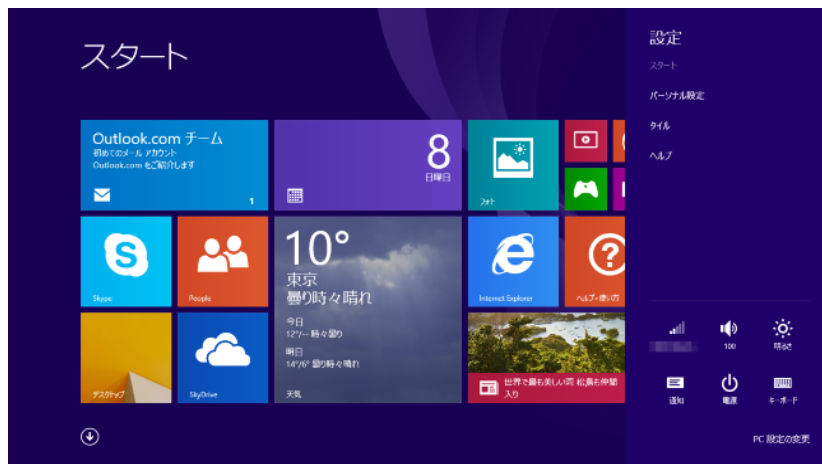 スタート
Outlook.com チーム
初めてのメール アカウント
Outlook.com をご紹介します
1
8
日曜日
フォト
Skype
People
10°
東京
曇り時々晴れ
今日
12°/-- 時々曇り
明日
14°/6° 曇り時々晴れ
天気
Internet Explorer
ヘルプ+使い方
デスクトップ
SkyDrive
世界で最も美しい湾 松島も仲間
入り
設定
スタート
パーソナル設定
タイル
ヘルプ
100
明るさ
通知
電源
キーボード
PC 設定の変更